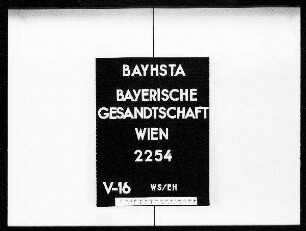 BAYHSTA
BAYERISCHE
GESANDTSCHAFT
WIEN
2254
V-16 WS/EH